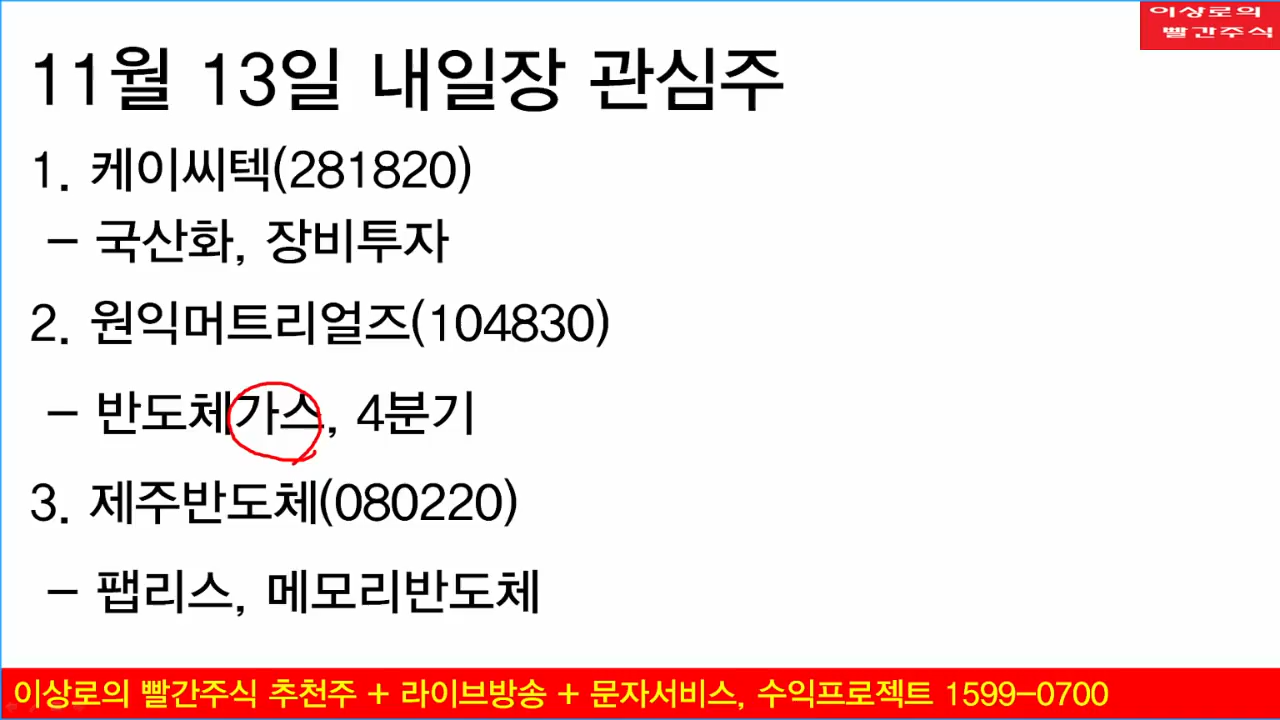 이상로의
빨간주식
11월 13일 내일장 관심주
1. 케이씨텍(281820)
- 국산화, 장비투자
2. 원익머트리얼즈(104830)
- 반도체가스, 4분기
3. 제주반도체(080220)
- 팹리스, 메모리반도체
이상로의 빨간주식 추천주 + 라이브방송 + 문자서비스, 수익프로젝트 1599-0700